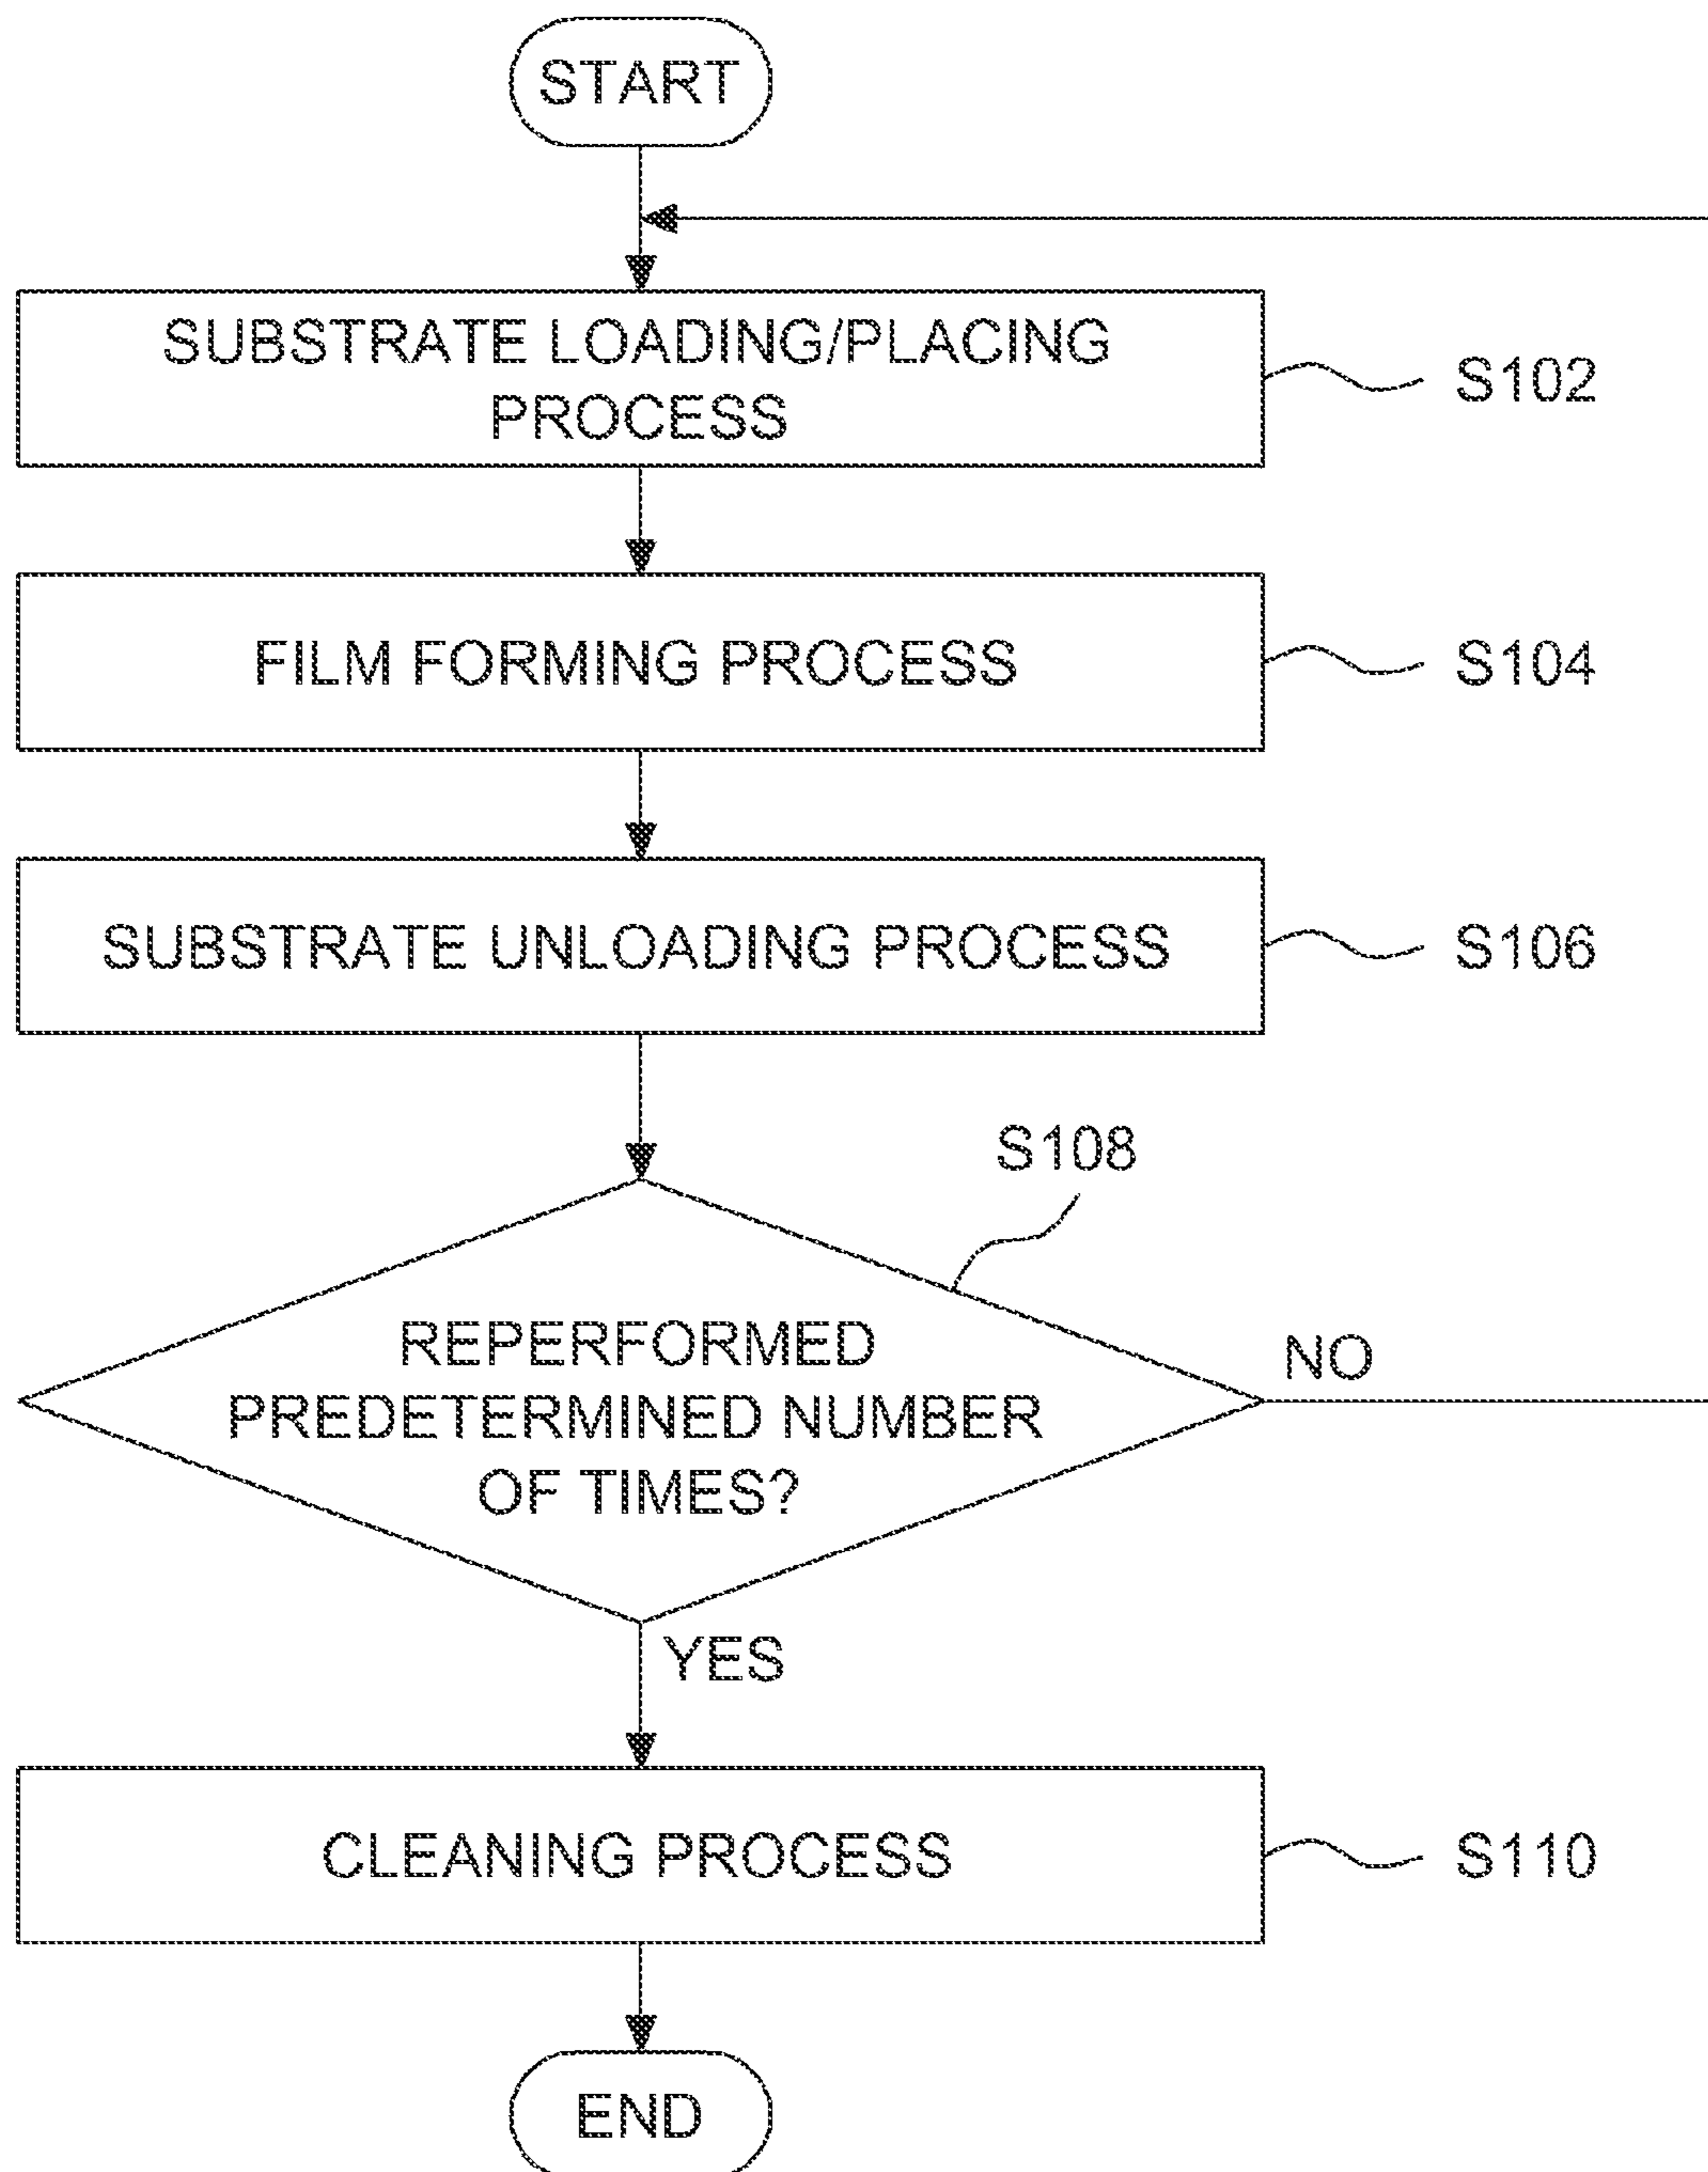 START
SUBSTRATE LOADING/PLACING
PROCESS
S102
FILM FORMING PROCESS
S104
SUBSTRATE UNLOADING PROCESS
S106
S108
REPERFORMED
PREDETERMINED NUMBER
OF TIMES?
NO
YES
CLEANING PROCESS
S110
END